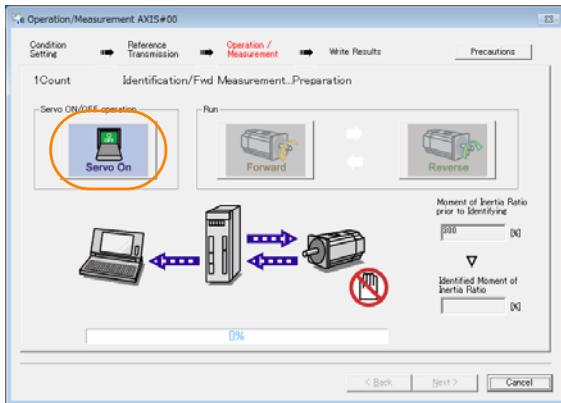 e Operation/Measurement AXIS#00
Condition Setting
Reference Transmission
Operation / Measurement
Write Results
Precautions
1Count Identification/Fwd Measurement...Preparation
Servo ON/OFF operation
Run
Servo On
Forward
Reverse
Moment of Inertia Ratio
prior to Identifying
300 [%]
Identified Moment of
Inertia Ratio
[%]
0%
< Back
Next >
Cancel